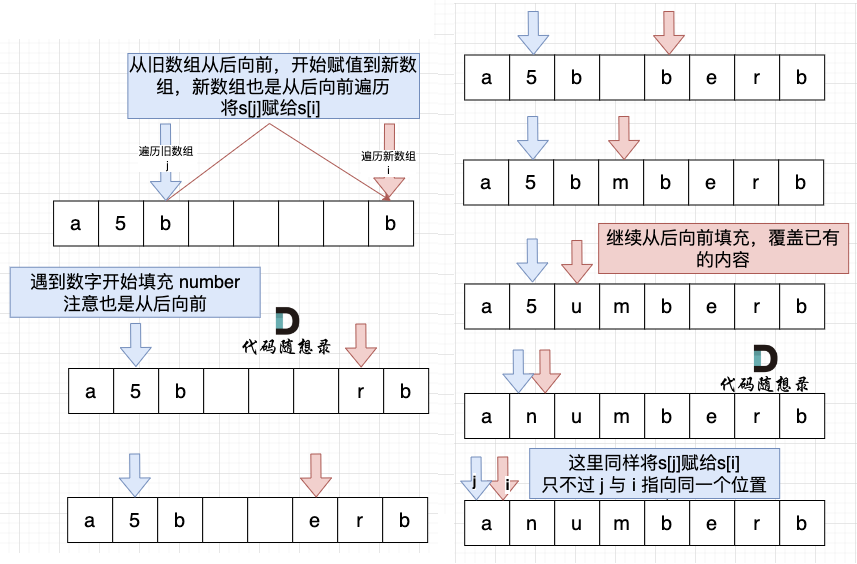 从旧数组从后向前，开始赋值到新数
组，新数组也是从后向前遍历
将s[j]赋给s[i]
遍历旧数组
j
遍历新数组
i
a 5 b b
遇到数字开始填充 number
注意也是从后向前
代码随想录
a 5 b r b
a 5 b e r b
a 5 b b e r b
a 5 b m b e r b
继续从后向前填充，覆盖已有
的内容
a 5 u m b e r b
代码随想录
a n u m b e r b
这里同样将s[j]赋给s[i]
只不过 j 与 i 指向同一个位置
j i
a n u m b e r b